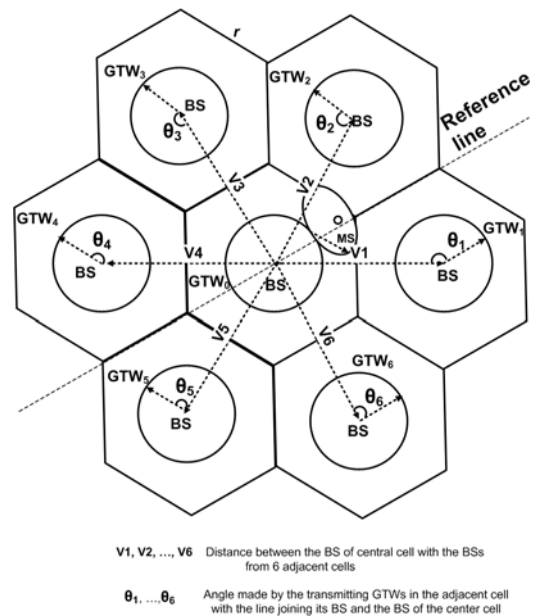 r
GTW3
GTW2
BS
BS
θ3
θ2
Reference
line
V3
V2
O
MS
GTW4
θ4
BS
V4
V1
GTW1
θ1
BS
GTW0
BS
V5
V6
GTW5
θ5
BS
GTW6
θ6
BS
V1, V2, ..., V6 Distance between the BS of central cell with the BSs
from 6 adjacent cells
θ1, ...,θ6 Angle made by the transmitting GTWs in the adjacent cell
with the line joining its BS and the BS of the center cell